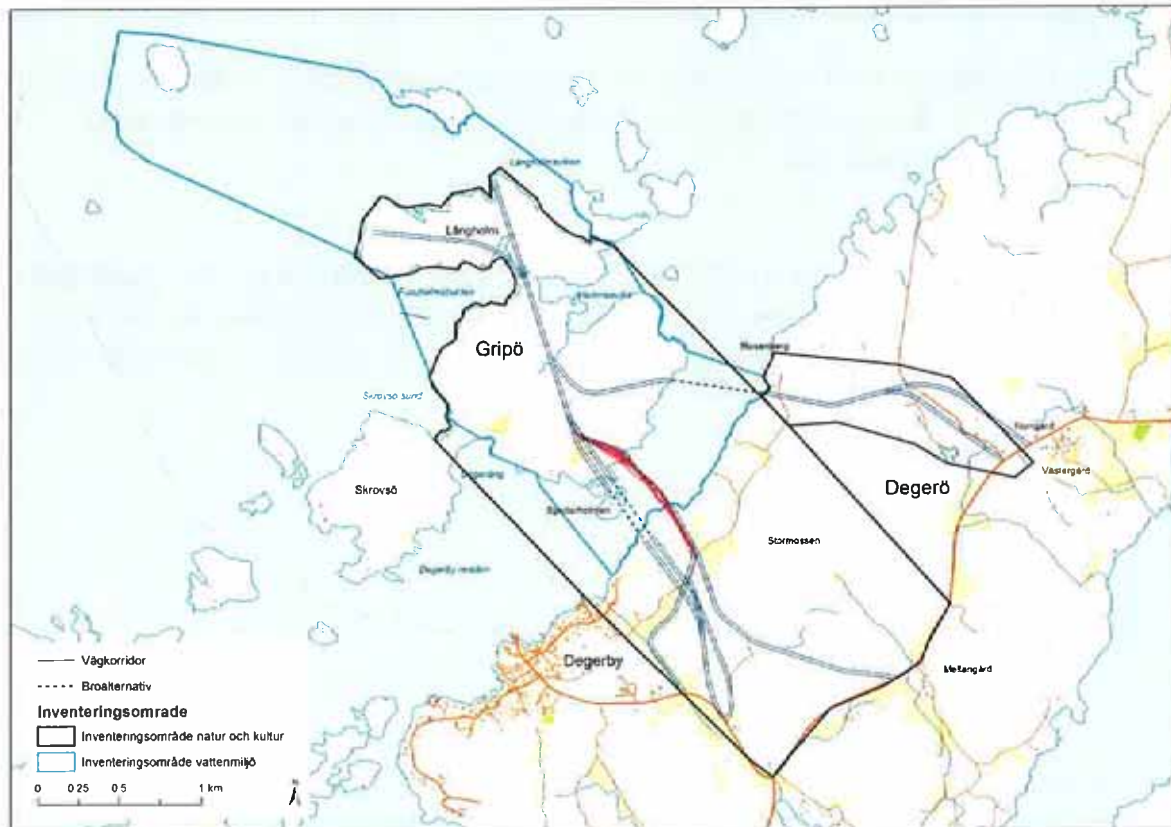 Långholm
Gripö
Skrovsö sund
Skrovsö
Degerö
Västergård
Stormossen
Degerby
Mellangård
Vägkorridor
Broalternativ
Inventeringsområde
Inventeringsområde natur och kultur
Inventeringsområde vattenmiljö
0 0 25 0 5 1 km